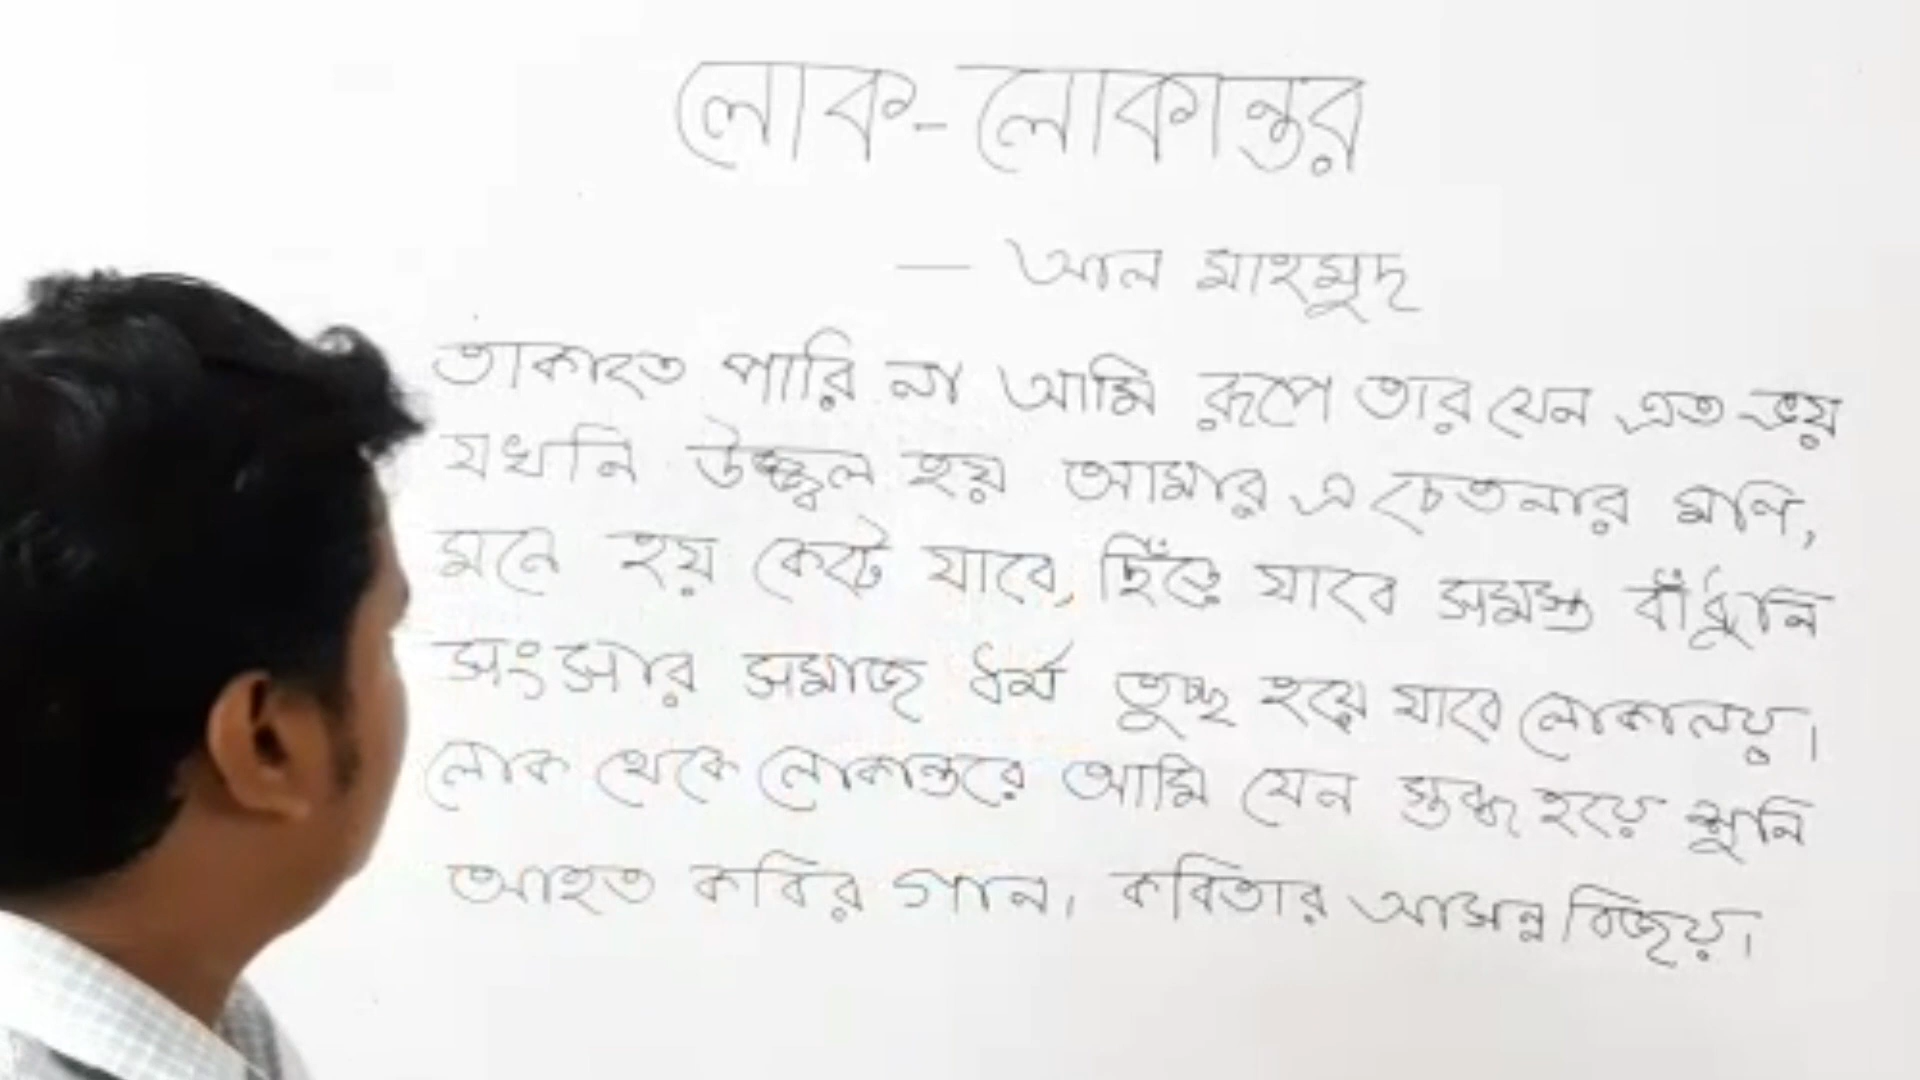 লোক-লোকান্তর
— আল মাহমুদ
তাকাতে পারি না আমি রূপে তার যেন এত ভয়
যখনি উজ্জ্বল হয় আমার এ চেতনার মনি,
মনে হয় কেটে যাবে, ছিঁড়ে যাবে সমস্ত বাঁধুনি
সংসার সমাজ ধর্ম তুচ্ছ হয়ে যাবে লোকালয়।
লোক থেকে লোকান্তরে আমি যেন স্তব্ধ হয়ে শুনি
আহত কবির গান। কবিতার আসন্ন বিজয়।